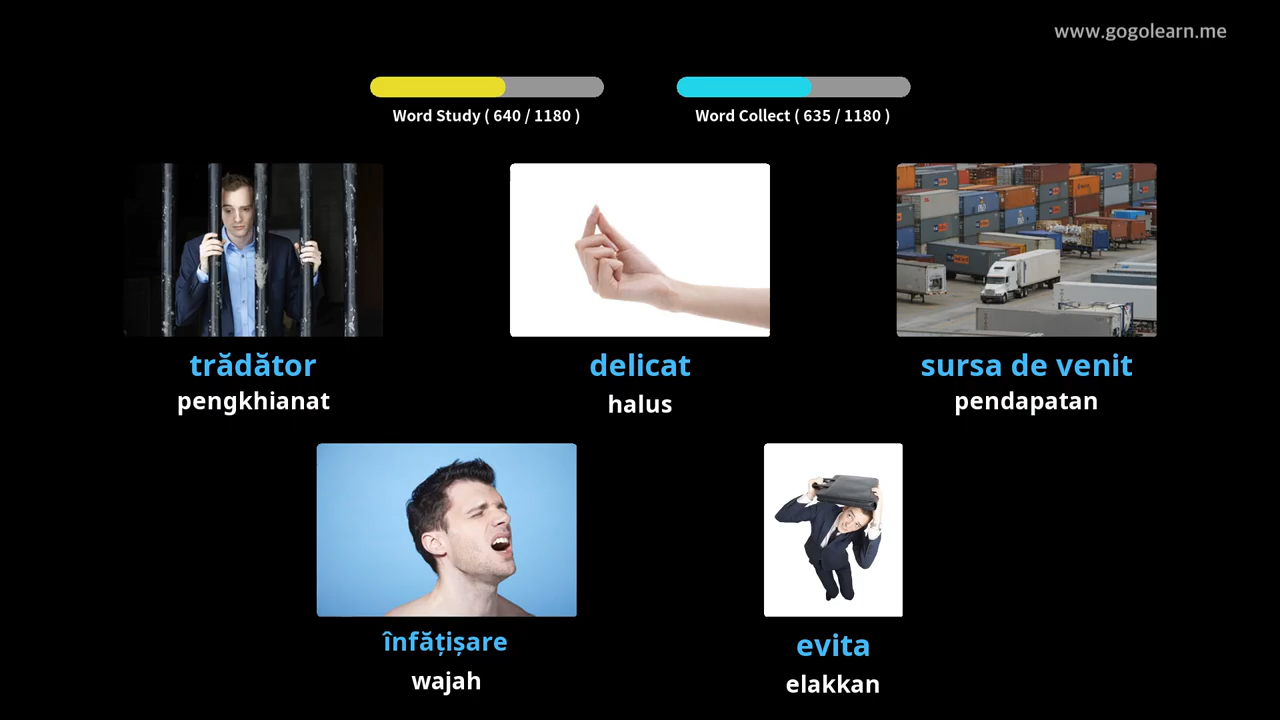 www.gogolearn.me
Word Study ( 640 / 1180 )
Word Collect ( 635 / 1180 )
trădător
pengkhianat
delicat
halus
sursa de venit
pendapatan
înfățișare
wajah
evita
elakkan